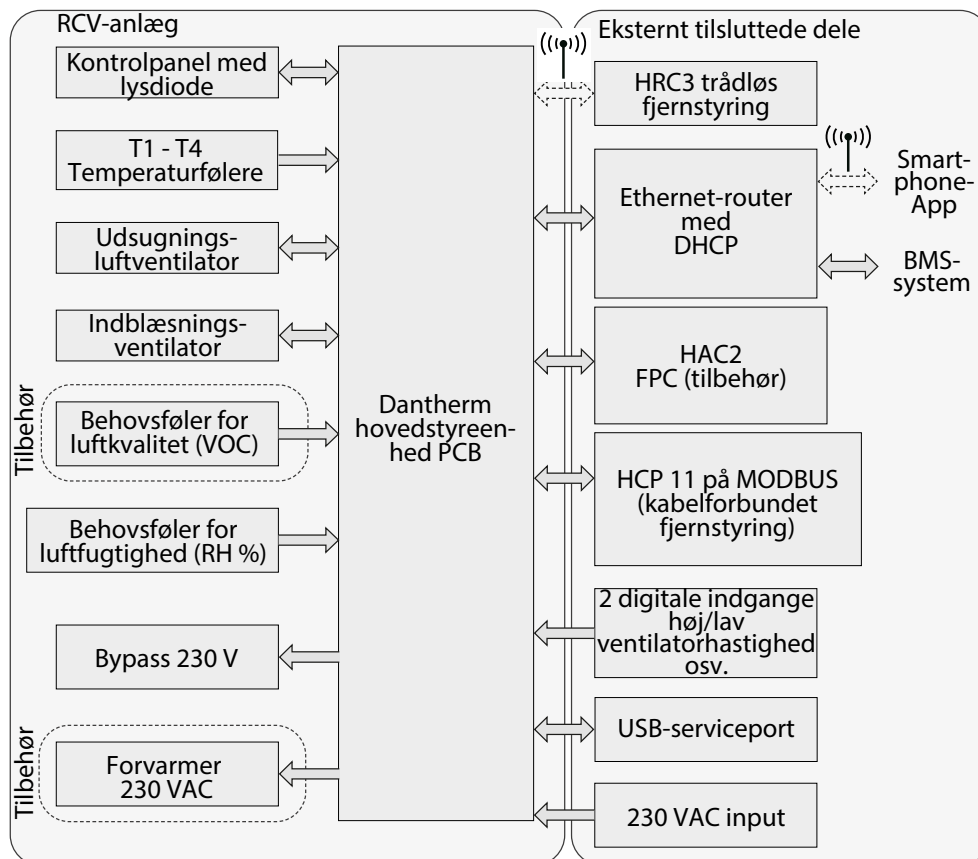 RCV-anlæg
Kontrolpanel med
lysdiode
T1 - T4
Temperaturfølere
Udsugnings-
luftventilator
Indblæsnings-
ventilator
Tilbehør
Behovsføler for
luftkvalitet (VOC)
Behovsføler for
luftfugtighed (RH %)
Bypass 230 V
Tilbehør
Forvarmer
230 VAC
Dantherm
hovedstyreen-
hed PCB
Eksternt tilsluttede dele
HRC3 trådløs
fjernstyring
Ethernet-router
med
DHCP
Smart-
phone-
App
BMS-
system
HAC2
FPC (tilbehør)
HCP 11 på MODBUS
(kabelforbundet
fjernstyring)
2 digitale indgange
høj/lav
ventilatorhastighed
osv.
USB-serviceport
230 VAC input